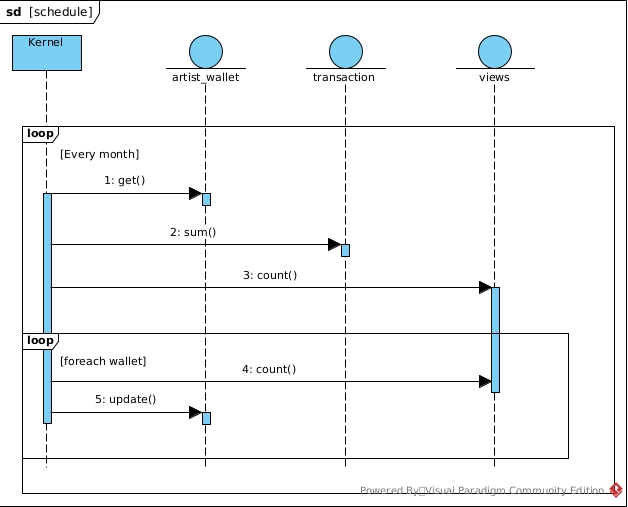 sd [schedule]
Kernel
artist_wallet
transaction
views
loop
[Every month]
1: get()
2: sum()
3: count()
loop
[foreach wallet]
4: count()
5: update()
Powered By Visual Paradigm Community Edition